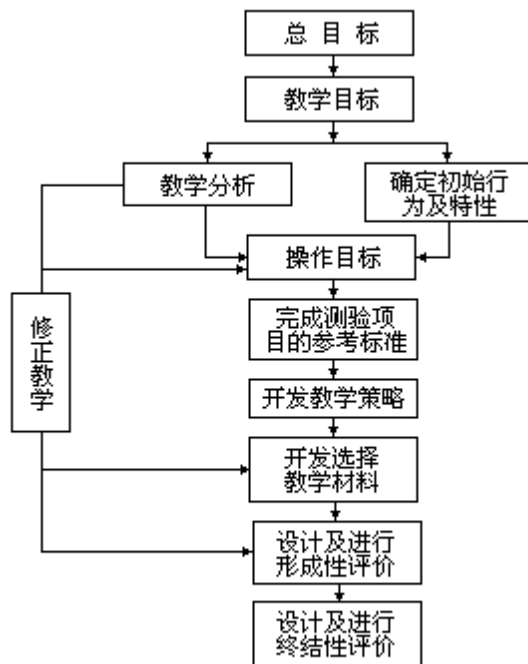 总 目 标
教学目标
教学分析
确定初始行
为及特性
操作目标
完成测验项
目的参考标准
修正教学
开发教学策略
开发选择
教学材料
设计及进行
形成性评价
设计及进行
终结性评价